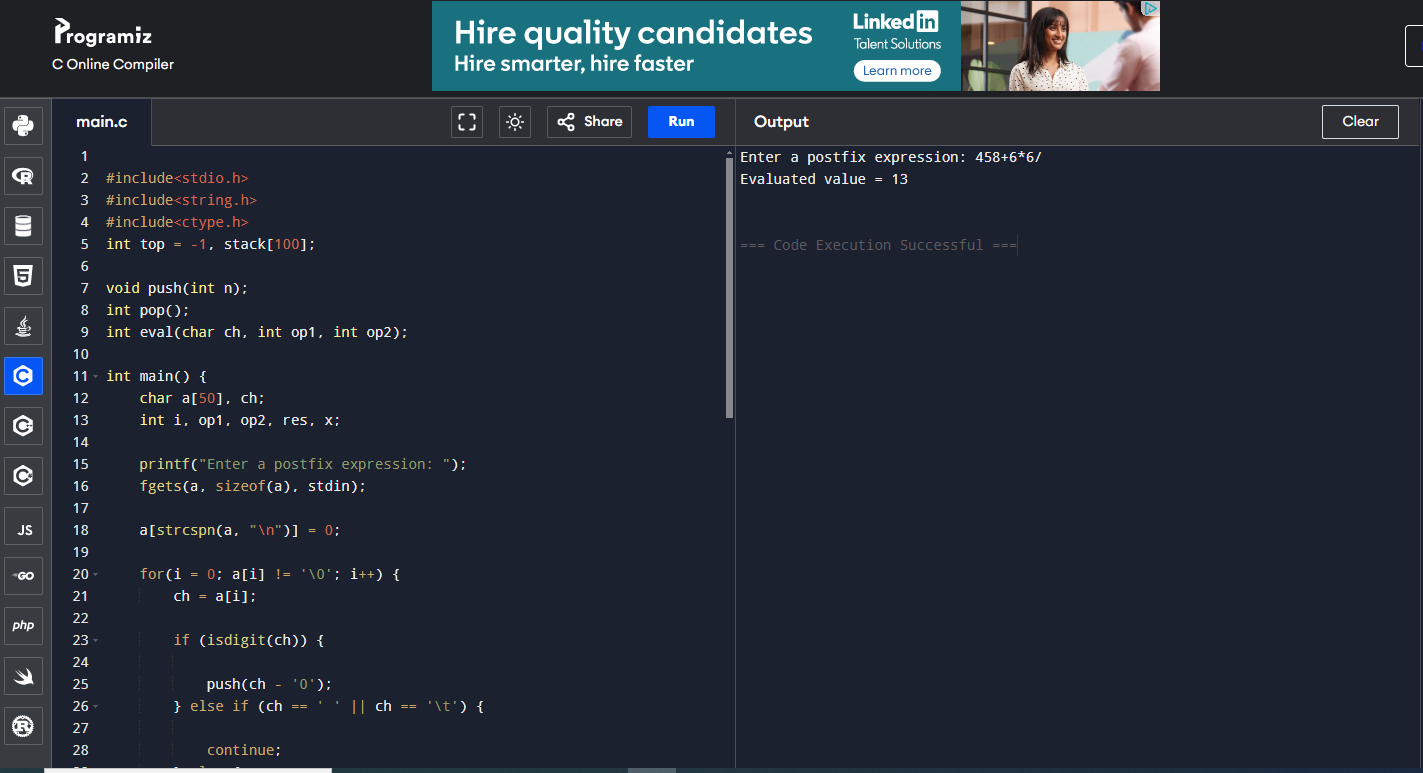 Programiz
C Online Compiler
Hire quality candidates
Hire smarter, hire faster
Linked in
Talent Solutions
Learn more
main.c
Share
Run
Output
Clear
1
2 #include<stdio.h>
3 #include<string.h>
4 #include<ctype.h>
5 int top = -1, stack[100];
6
7 void push(int n);
8 int pop();
9 int eval(char ch, int op1, int op2);
10
11 int main() {
12 char a[50], ch;
13 int i, op1, op2, res, x;
14
15 printf("Enter a postfix expression: ");
16 fgets(a, sizeof(a), stdin);
17
18 a[strcspn(a, "\n")] = 0;
19
20 for(i = 0; a[i] != '\0'; i++) {
21 ch = a[i];
22
23 if (isdigit(ch)) {
24
25 push(ch - '0');
26 } else if (ch == ' ' || ch == '\t') {
27
28 continue;
Enter a postfix expression: 458+6*6/
Evaluated value = 13
=== Code Execution Successful ===
R
5
C
C
C
JS
GO
php
R